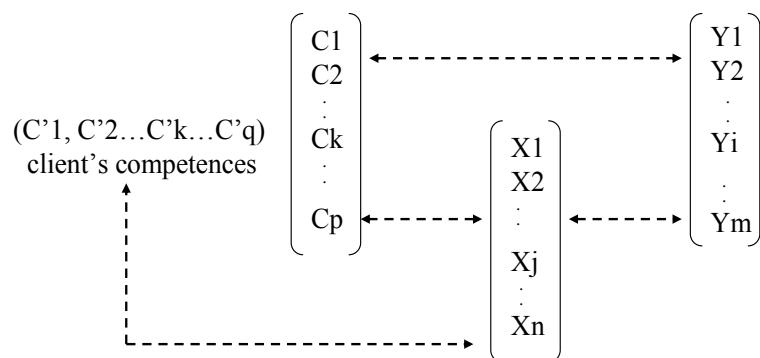 (C’1, C’2…C’k…C’q)
client’s competences
C1
C2
.
.
Ck
.
.
Cp
X1
X2
.
.
Xj
.
.
Xn
Y1
Y2
.
.
Yi
.
.
Ym